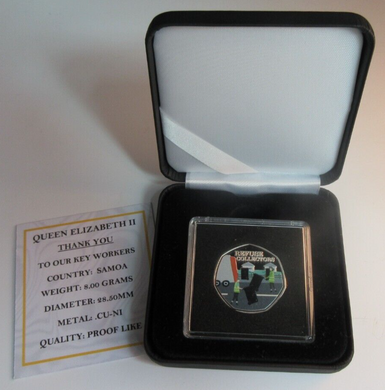 QUEEN ELIZABETH II
THANK YOU
TO OUR KEY WORKERS
COUNTRY: SAMOA
WEIGHT: 8.00 GRAMS
DIAMETER: 28.50MM
METAL: .CU-NI
QUALITY: PROOF LIKE
REFUSE
COLLECTORS